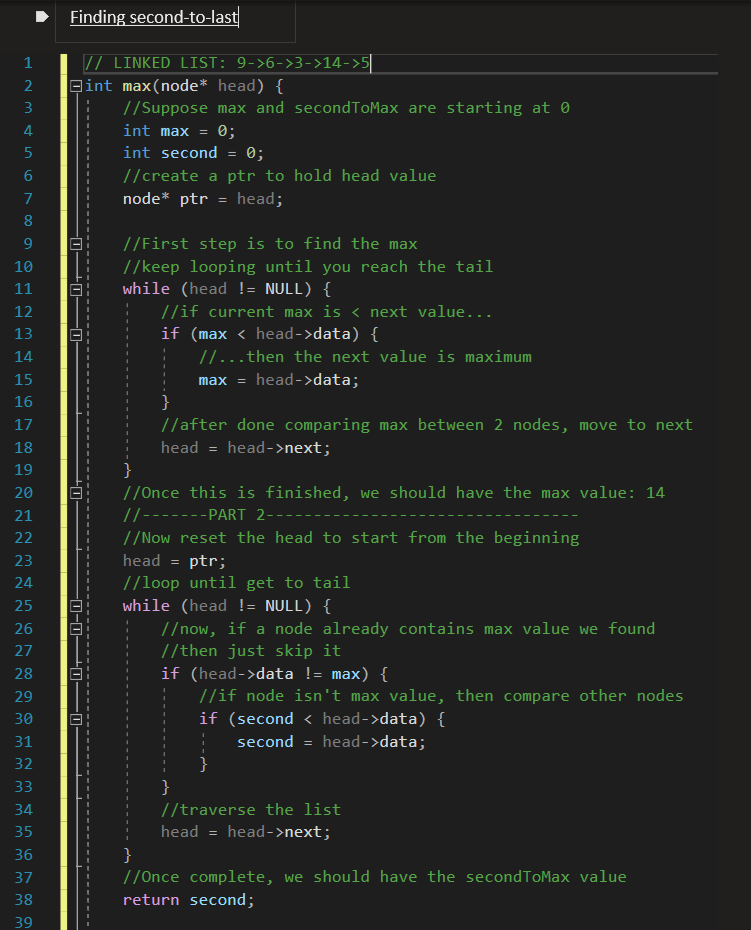 Finding second-to-last
1 // LINKED LIST: 9->6->3->14->5
2 int max(node* head) {
3 //Suppose max and secondToMax are starting at 0
4 int max = 0;
5 int second = 0;
6 //create a ptr to hold head value
7 node* ptr = head;
8
9 //First step is to find the max
10 //keep looping until you reach the tail
11 while (head != NULL) {
12 //if current max is < next value...
13 if (max < head->data) {
14 //...then the next value is maximum
15 max = head->data;
16 }
17 //after done comparing max between 2 nodes, move to next
18 head = head->next;
19 }
20 //Once this is finished, we should have the max value: 14
21 //-------PART 2---------------------------------
22 //Now reset the head to start from the beginning
23 head = ptr;
24 //loop until get to tail
25 while (head != NULL) {
26 //now, if a node already contains max value we found
27 //then just skip it
28 if (head->data != max) {
29 //if node isn't max value, then compare other nodes
30 if (second < head->data) {
31 second = head->data;
32 }
33 }
34 //traverse the list
35 head = head->next;
36 }
37 //Once complete, we should have the secondToMax value
38 return second;
39